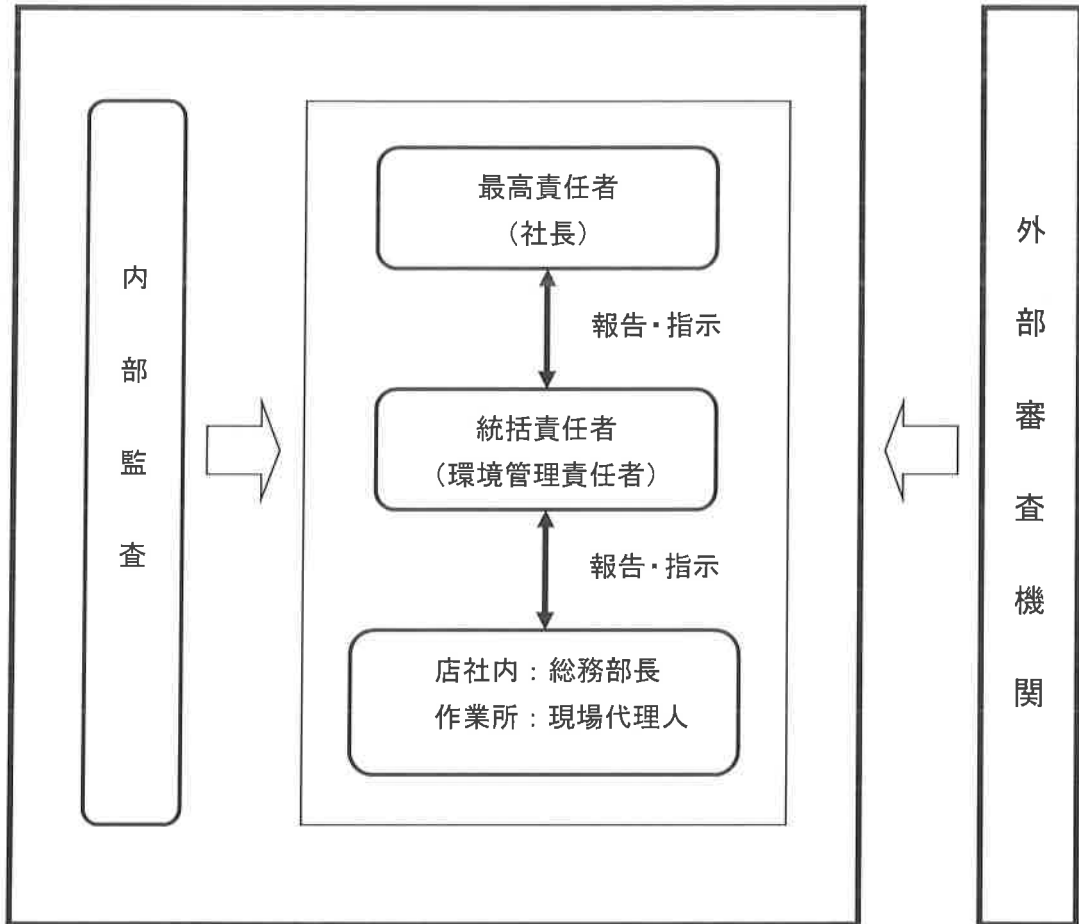 内部監査
最高責任者
（社長）
報告・指示
統括責任者
（環境管理責任者）
報告・指示
店社内：総務部長
作業所：現場代理人
外部審査機関